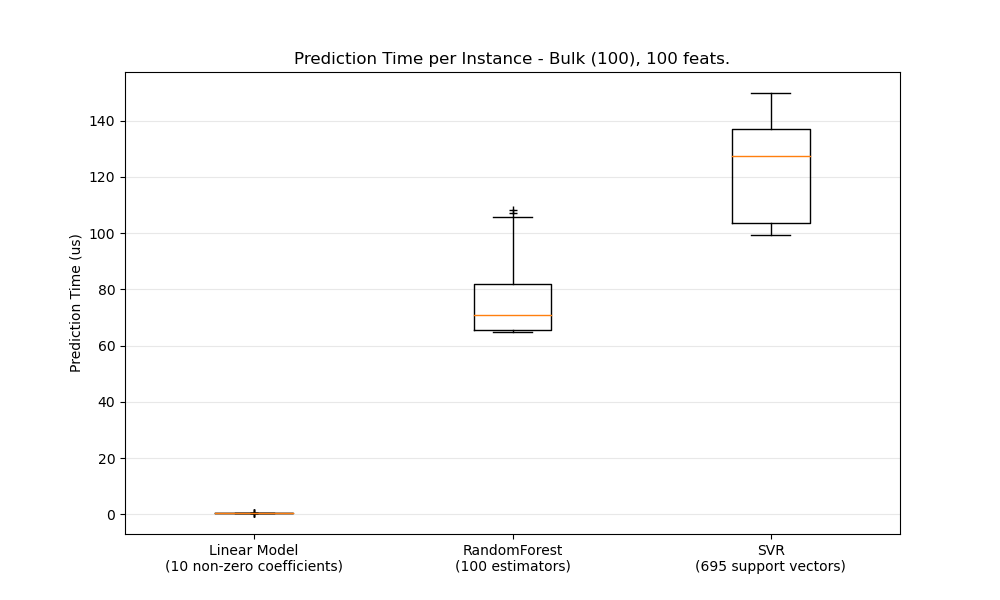 Prediction Time per Instance - Bulk (100), 100 feats.
Prediction Time (us)
140
120
100
80
60
40
20
0
Linear Model
(10 non-zero coefficients)
RandomForest
(100 estimators)
SVR
(695 support vectors)